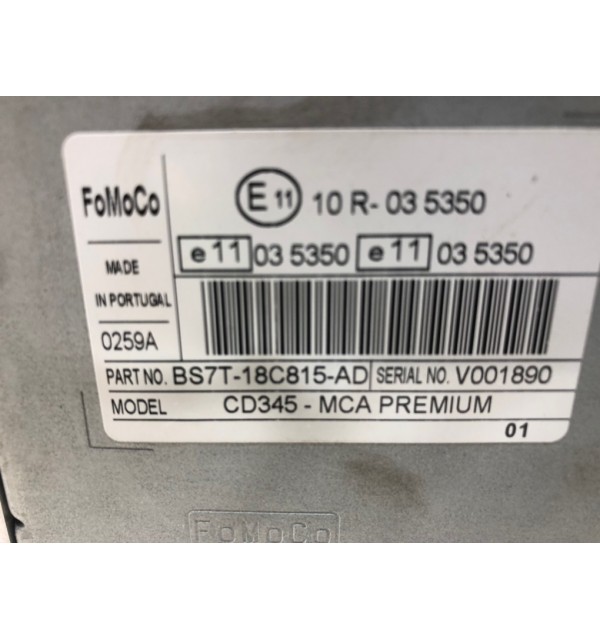 FoMoCo
E 11 10 R- 03 5350
e 11 03 5350 e 11 03 5350
MADE
IN PORTUGAL
0259A
PART NO. BS7T-18C815-AD SERIAL NO. V001890
MODEL CD345 - MCA PREMIUM
01
FoMoCo